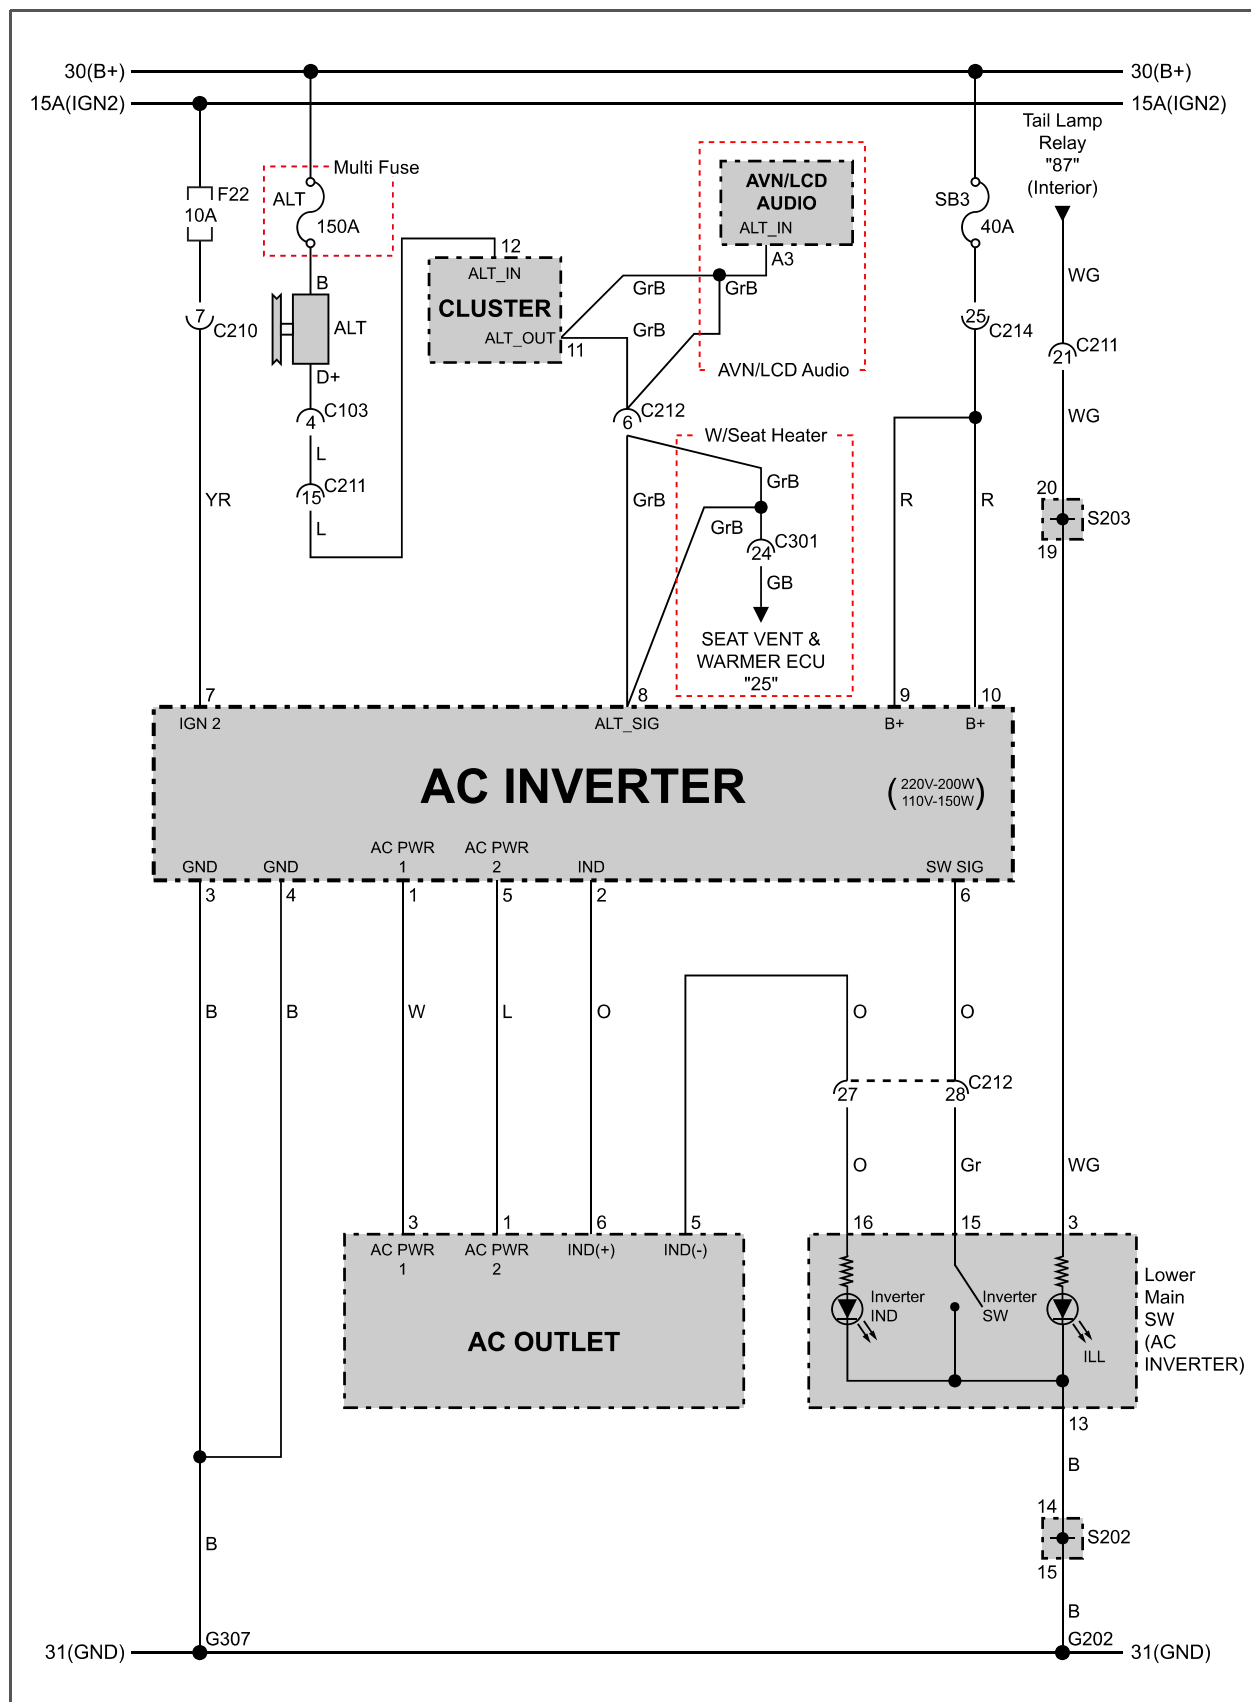 30(B+)
30(B+)
15A(IGN2)
15A(IGN2)
Tail Lamp
Relay
"87"
(Interior)
Multi Fuse
F22
10A
ALT
150A
AVN/LCD
AUDIO
ALT_IN
A3
SB3
40A
12
ALT_IN
CLUSTER
ALT_OUT
11
GrB
GrB
GrB
WG
B
ALT
D+
7
C210
25
C214
C211
21
AVN/LCD Audio
4
C103
6
C212
WG
W/Seat Heater
L
15
C211
L
YR
GrB
GrB
GrB
24
C301
GB
SEAT VENT &
WARMER ECU
"25"
R
R
20
S203
19
7
8
9
10
IGN 2
ALT_SIG
B+
B+
AC INVERTER
(220V-200W
110V-150W)
GND
GND
AC PWR
1
AC PWR
2
IND
SW SIG
3
4
1
5
2
6
B
B
W
L
O
O
O
27
28
C212
O
Gr
WG
3
1
6
5
16
15
3
AC PWR
1
AC PWR
2
IND(+)
IND(-)
AC OUTLET
Inverter
IND
Inverter
SW
ILL
Lower
Main
SW
(AC
INVERTER)
13
B
14
S202
15
B
B
G307
G202
31(GND)
31(GND)